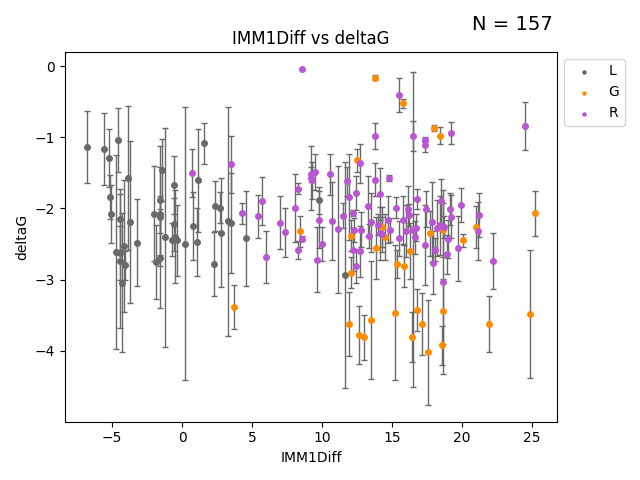 N = 157
IMM1Diff vs deltaG
L
G
R
deltaG
0
−1
−2
−3
−4
−5
0
5
10
15
20
25
IMM1Diff